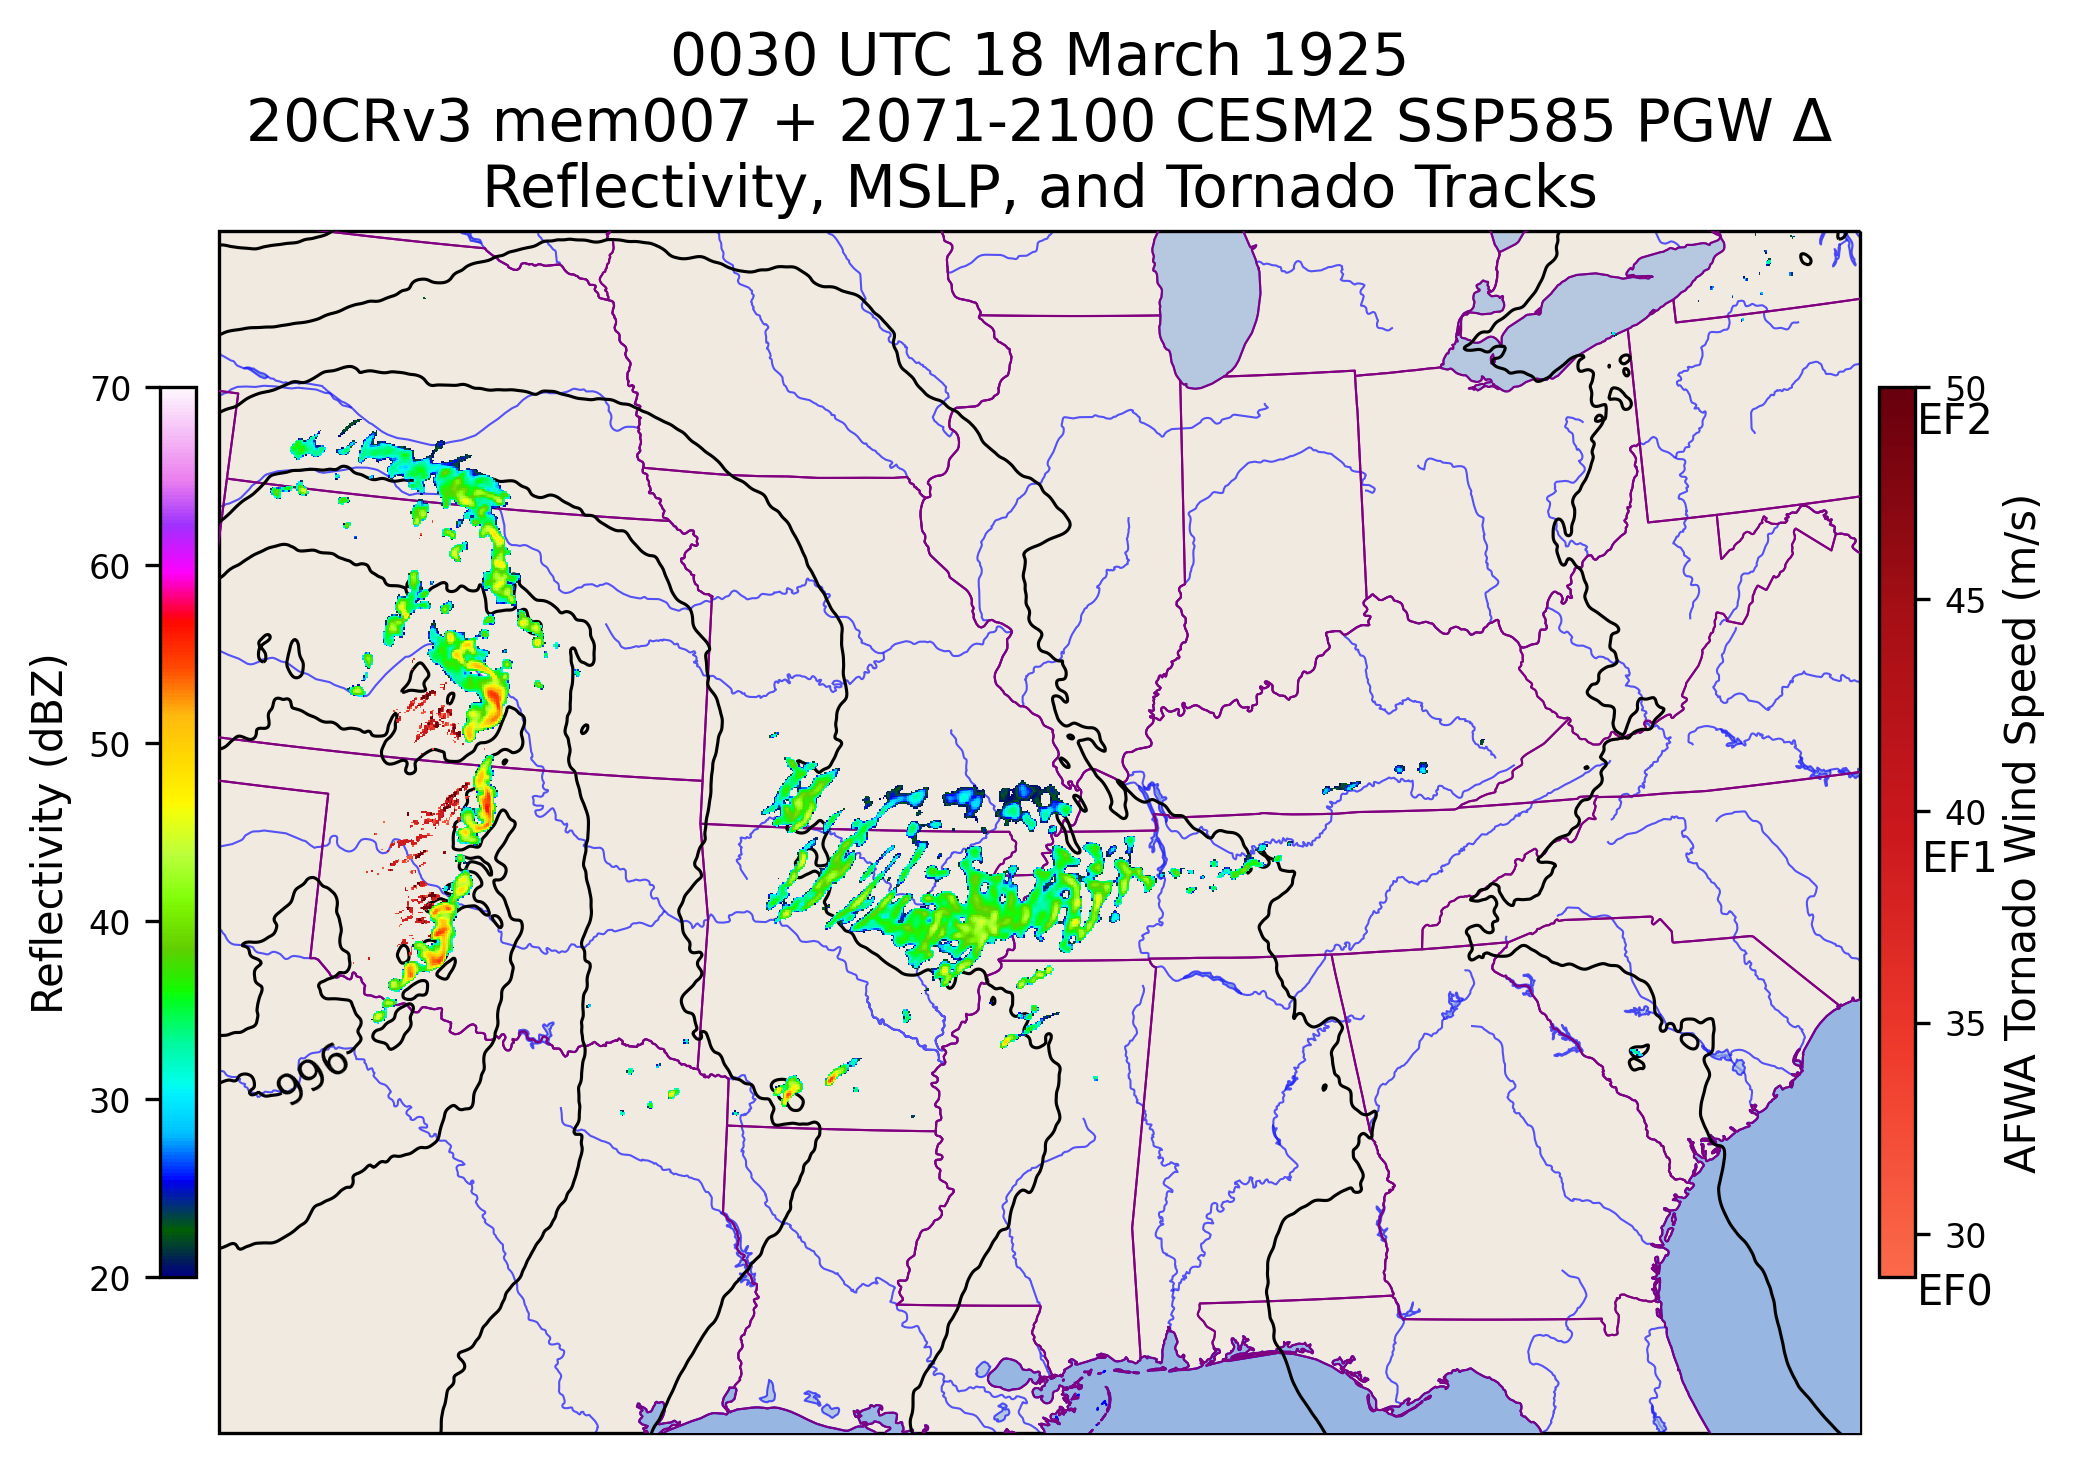 0030 UTC 18 March 1925
20CRv3 mem007 + 2071-2100 CESM2 SSP585 PGW Δ
Reflectivity, MSLP, and Tornado Tracks
70
60
50
40
30
20
Reflectivity (dBZ)
996
50
EF2
45
40
EF1
35
30
EF0
AFWA Tornado Wind Speed (m/s)